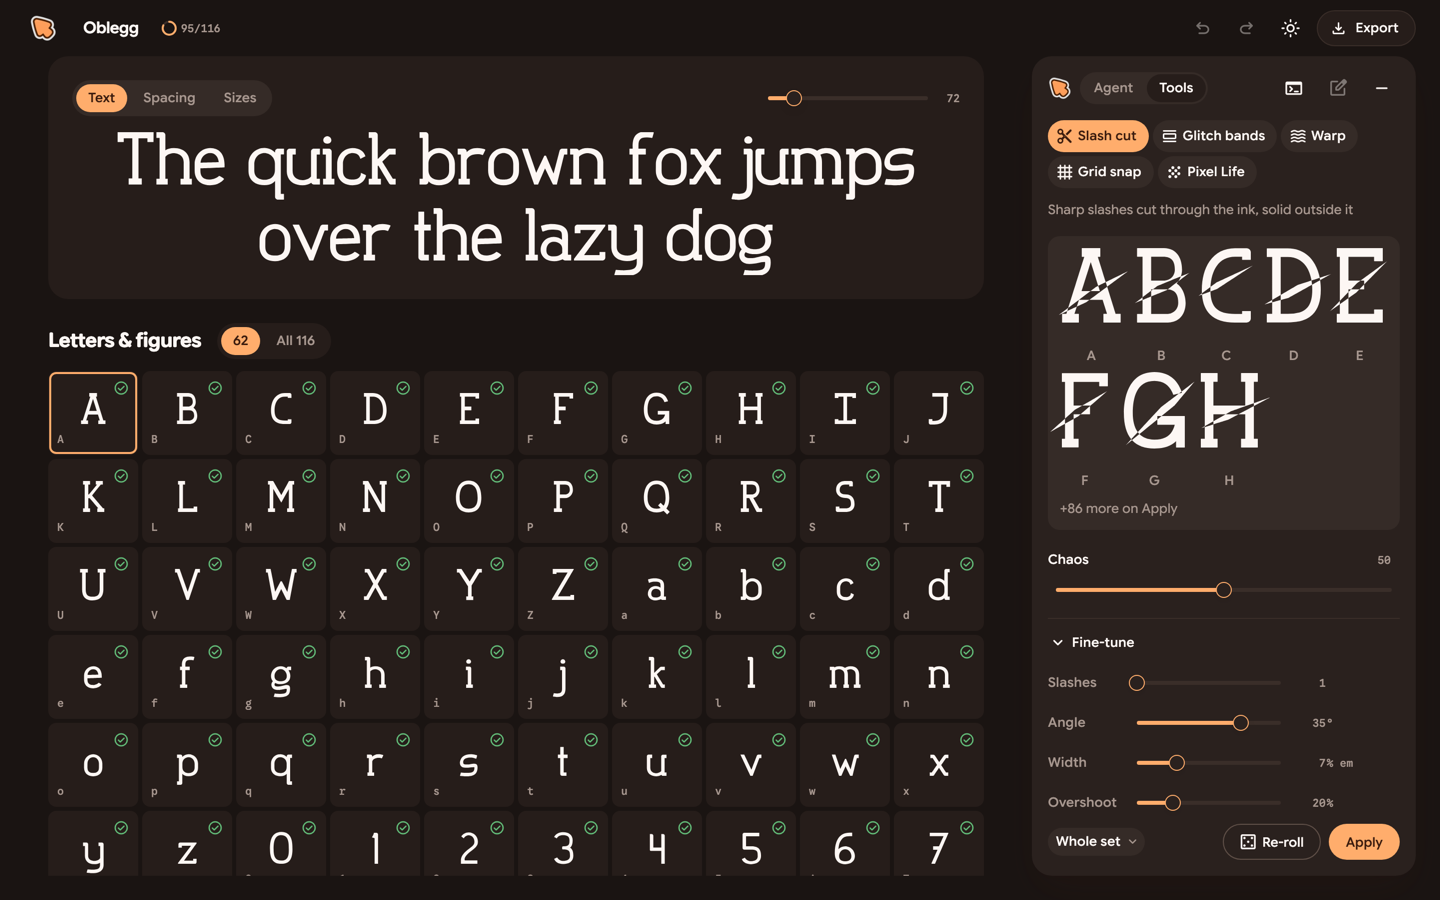 Oblegg
95/116
Export
Text
Spacing
Sizes
72
The quick brown fox jumps
over the lazy dog
Letters & figures
62
All 116
A B C D E F G H I J
A B C D E F G H I J
K L M N O P Q R S T
K L M N O P Q R S T
U V W X Y Z a b c d
U V W X Y Z a b c d
e f g h i j k l m n
e f g h i j k l m n
o p q r s t u v w x
o p q r s t u v w x
y z 0 1 2 3 4 5 6 7
Agent
Tools
Slash cut
Glitch bands
Warp
Grid snap
Pixel Life
Sharp slashes cut through the ink, solid outside it
ABCDE
A B C D E
FGH
F G H
+86 more on Apply
Chaos
50
Fine-tune
Slashes
1
Angle
35°
Width
7% em
Overshoot
20%
Whole set
Re-roll
Apply